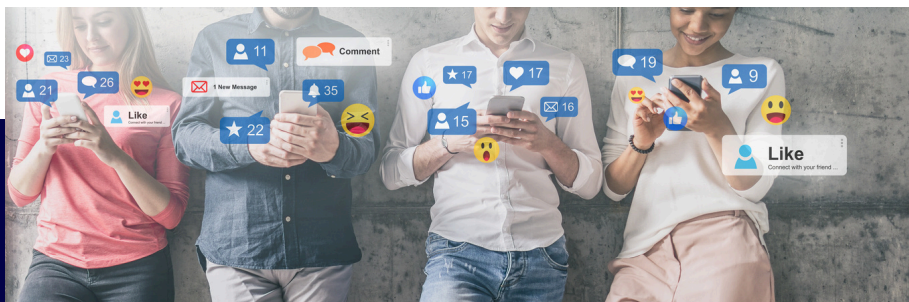 23
21
26
Like
Connect with your friend ...
11
Comment
1 New Message
35
22
17
17
16
15
19
9
Like
Connect with your friend ...